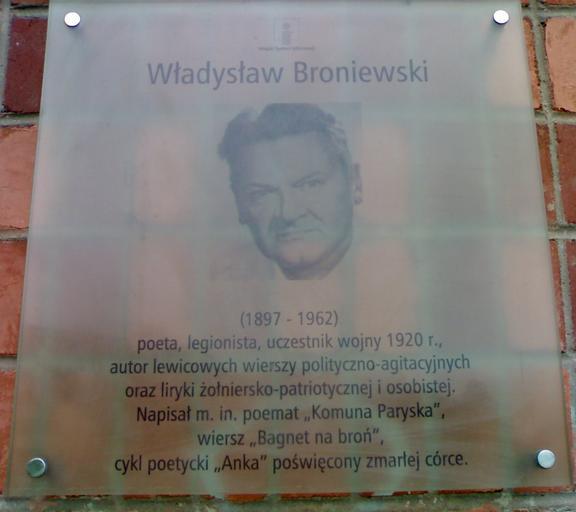 Władysław Broniewski
(1897 - 1962)
poeta, legionista, uczestnik wojny 1920 r.,
autor lewicowych wierszy polityczno-agitacyjnych
oraz liryki żołniersko-patriotycznej i osobistej.
Napisał m. in. poemat „Komuna Paryska”,
wiersz „Bagnet na broń”,
cykl poetycki „Anka” poświęcony zmarłej córce.